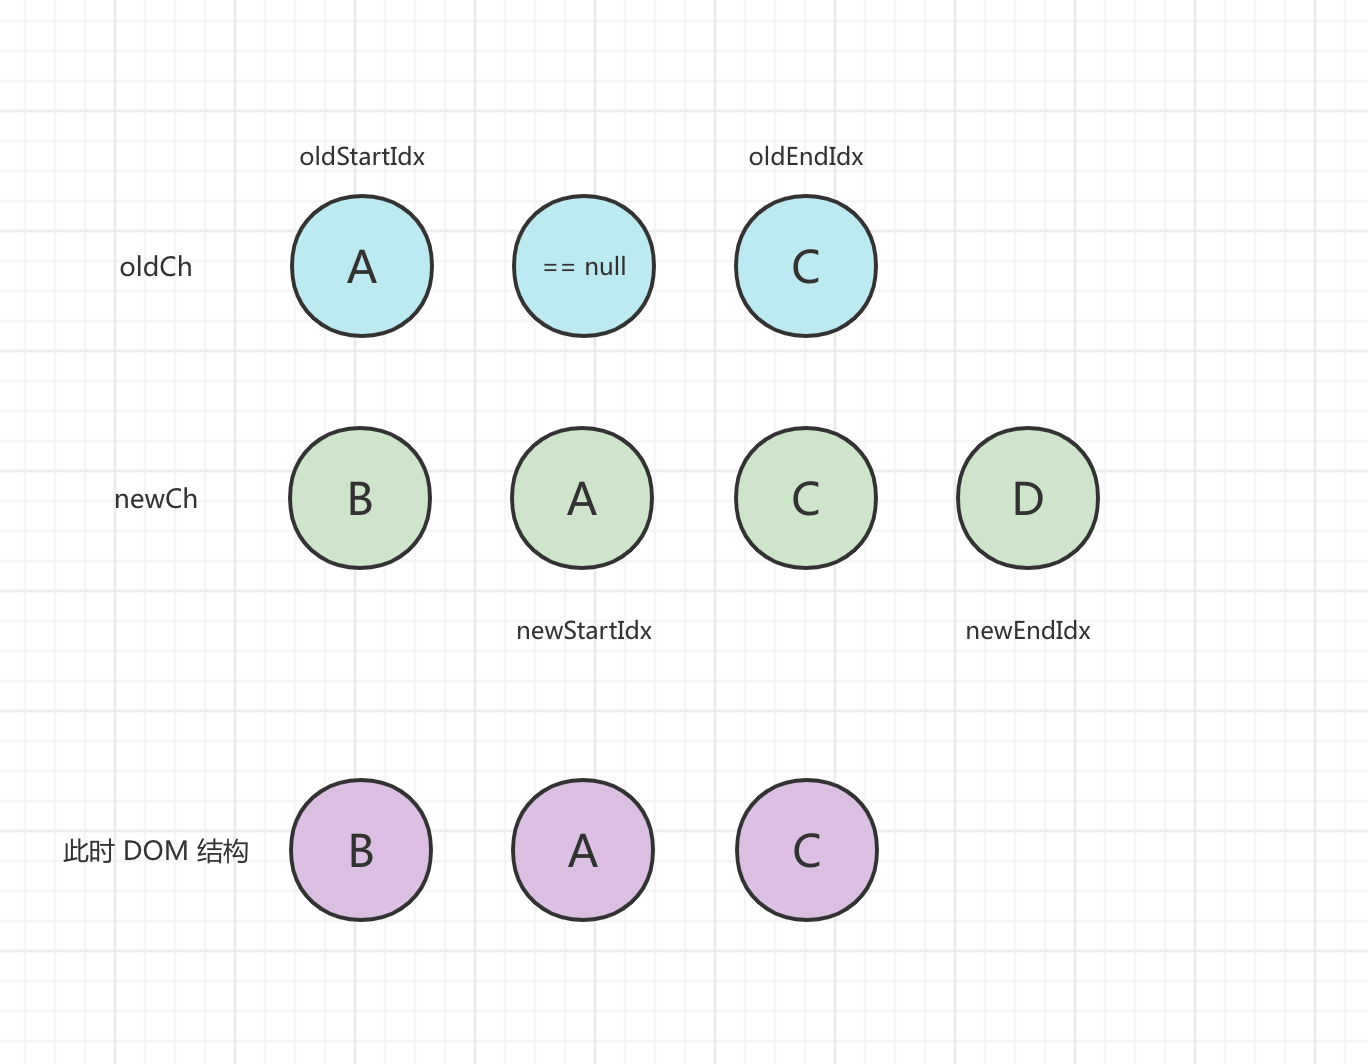 oldStartIdx oldEndIdx
oldCh A == null C
newCh B A C D
newStartIdx newEndIdx
此时 DOM 结构 B A C